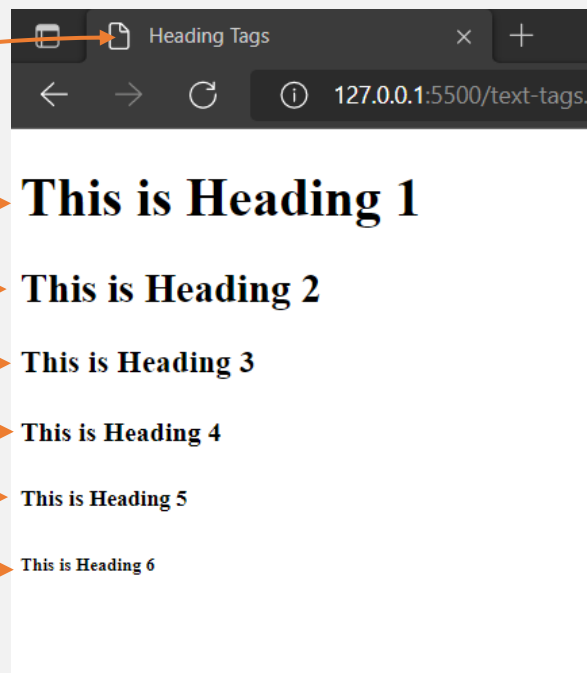 Heading Tags
127.0.0.1:5500/text-tags.
This is Heading 1
This is Heading 2
This is Heading 3
This is Heading 4
This is Heading 5
This is Heading 6